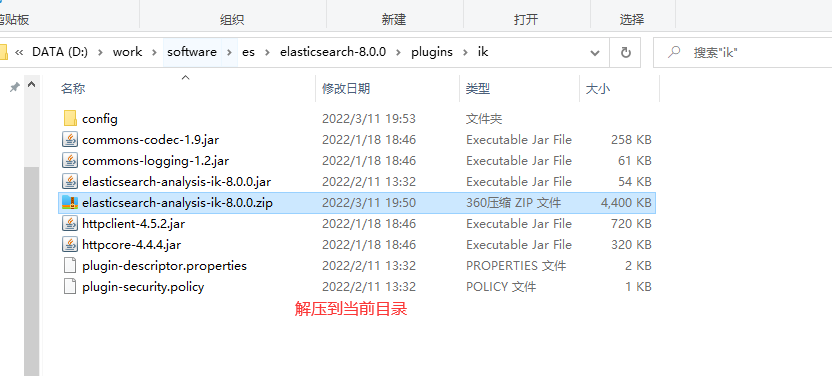 剪贴板 组织 新建 打开 选择
« DATA (D:) › work › software › es › elasticsearch-8.0.0 › plugins › ik 搜索"ik"
名称 修改日期 类型 大小
config 2022/3/11 19:53 文件夹
commons-codec-1.9.jar 2022/1/18 18:46 Executable Jar File 258 KB
commons-logging-1.2.jar 2022/1/18 18:46 Executable Jar File 61 KB
elasticsearch-analysis-ik-8.0.0.jar 2022/2/11 13:32 Executable Jar File 54 KB
elasticsearch-analysis-ik-8.0.0.zip 2022/3/11 19:50 360压缩 ZIP 文件 4,400 KB
httpclient-4.5.2.jar 2022/1/18 18:46 Executable Jar File 720 KB
httpcore-4.4.4.jar 2022/1/18 18:46 Executable Jar File 320 KB
plugin-descriptor.properties 2022/2/11 13:32 PROPERTIES 文件 2 KB
plugin-security.policy 2022/2/11 13:32 POLICY 文件 1 KB
解压到当前目录